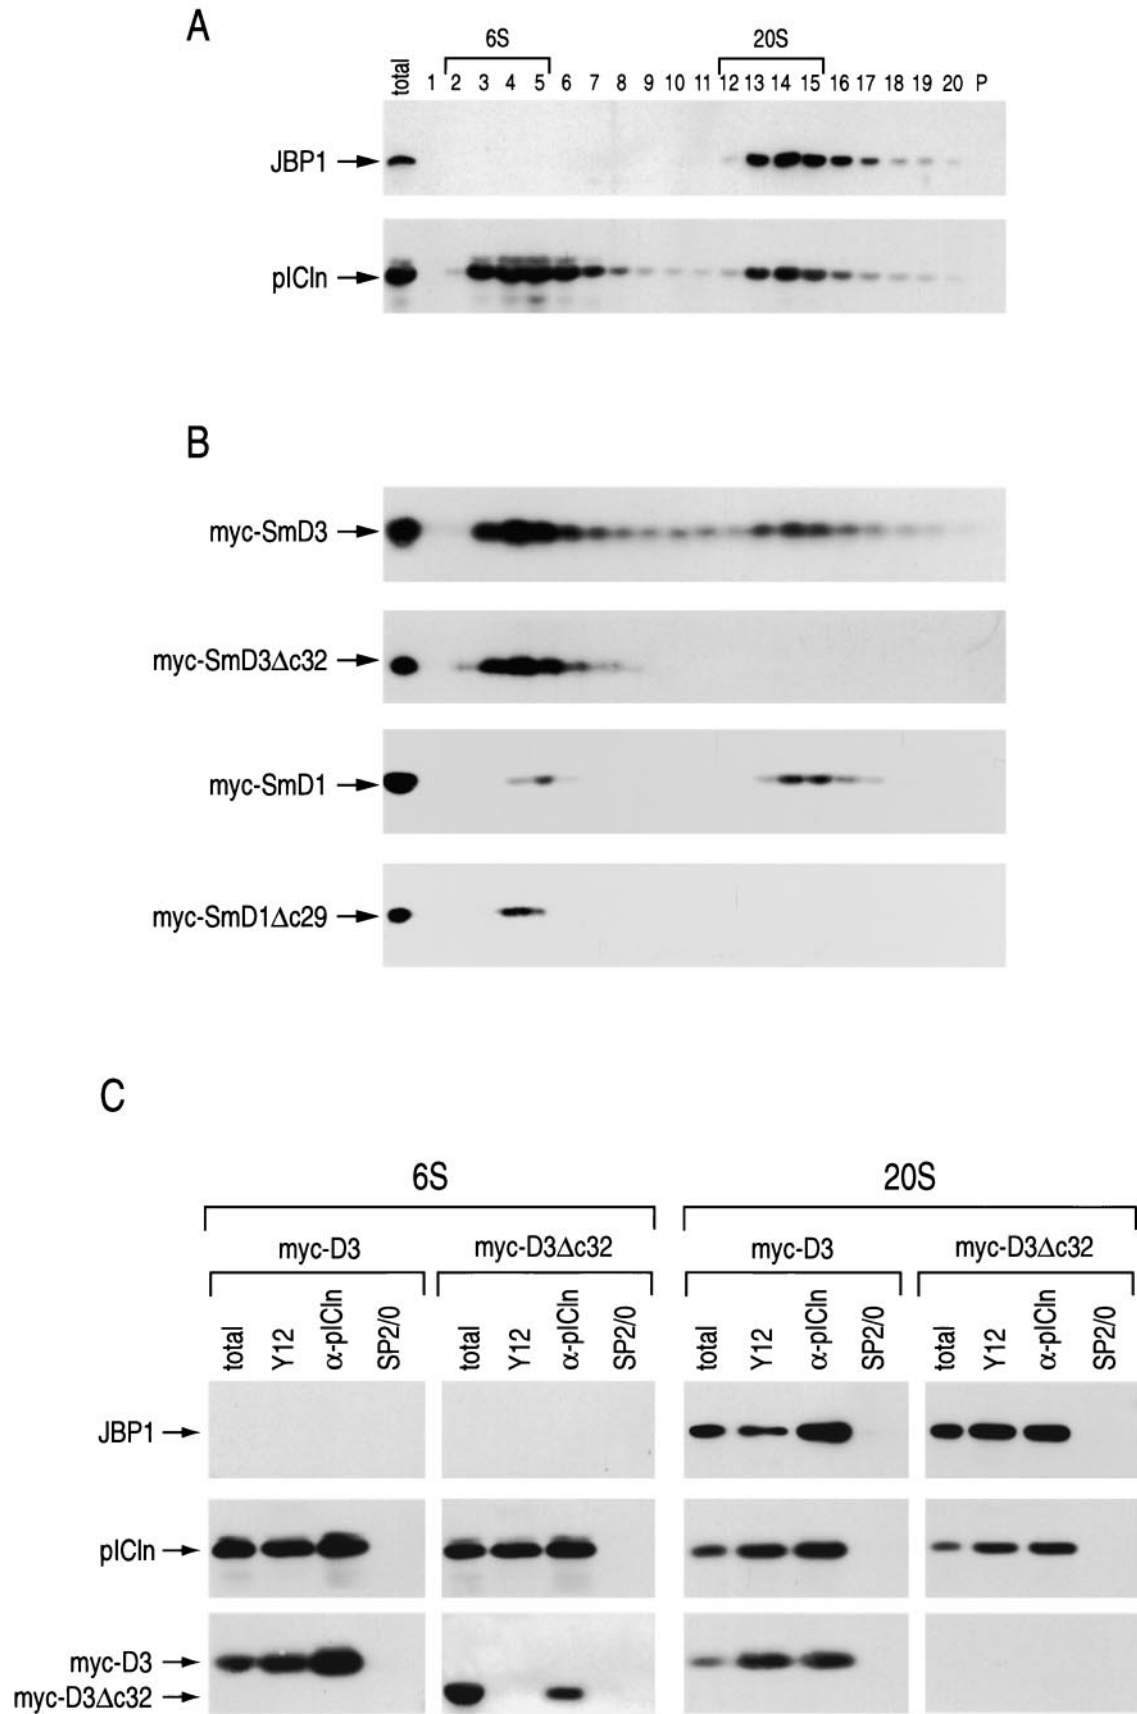 A
6S 20S
total 1 2 3 4 5 6 7 8 9 10 11 12 13 14 15 16 17 18 19 20 P
JBP1
pICln
B
myc-SmD3
myc-SmD3Δc32
myc-SmD1
myc-SmD1Δc29
C
6S 20S
myc-D3 myc-D3Δc32 myc-D3 myc-D3Δc32
total Y12 α-pICln SP2/0 total Y12 α-pICln SP2/0 total Y12 α-pICln SP2/0 total Y12 α-pICln SP2/0
JBP1
pICln
myc-D3
myc-D3Δc32